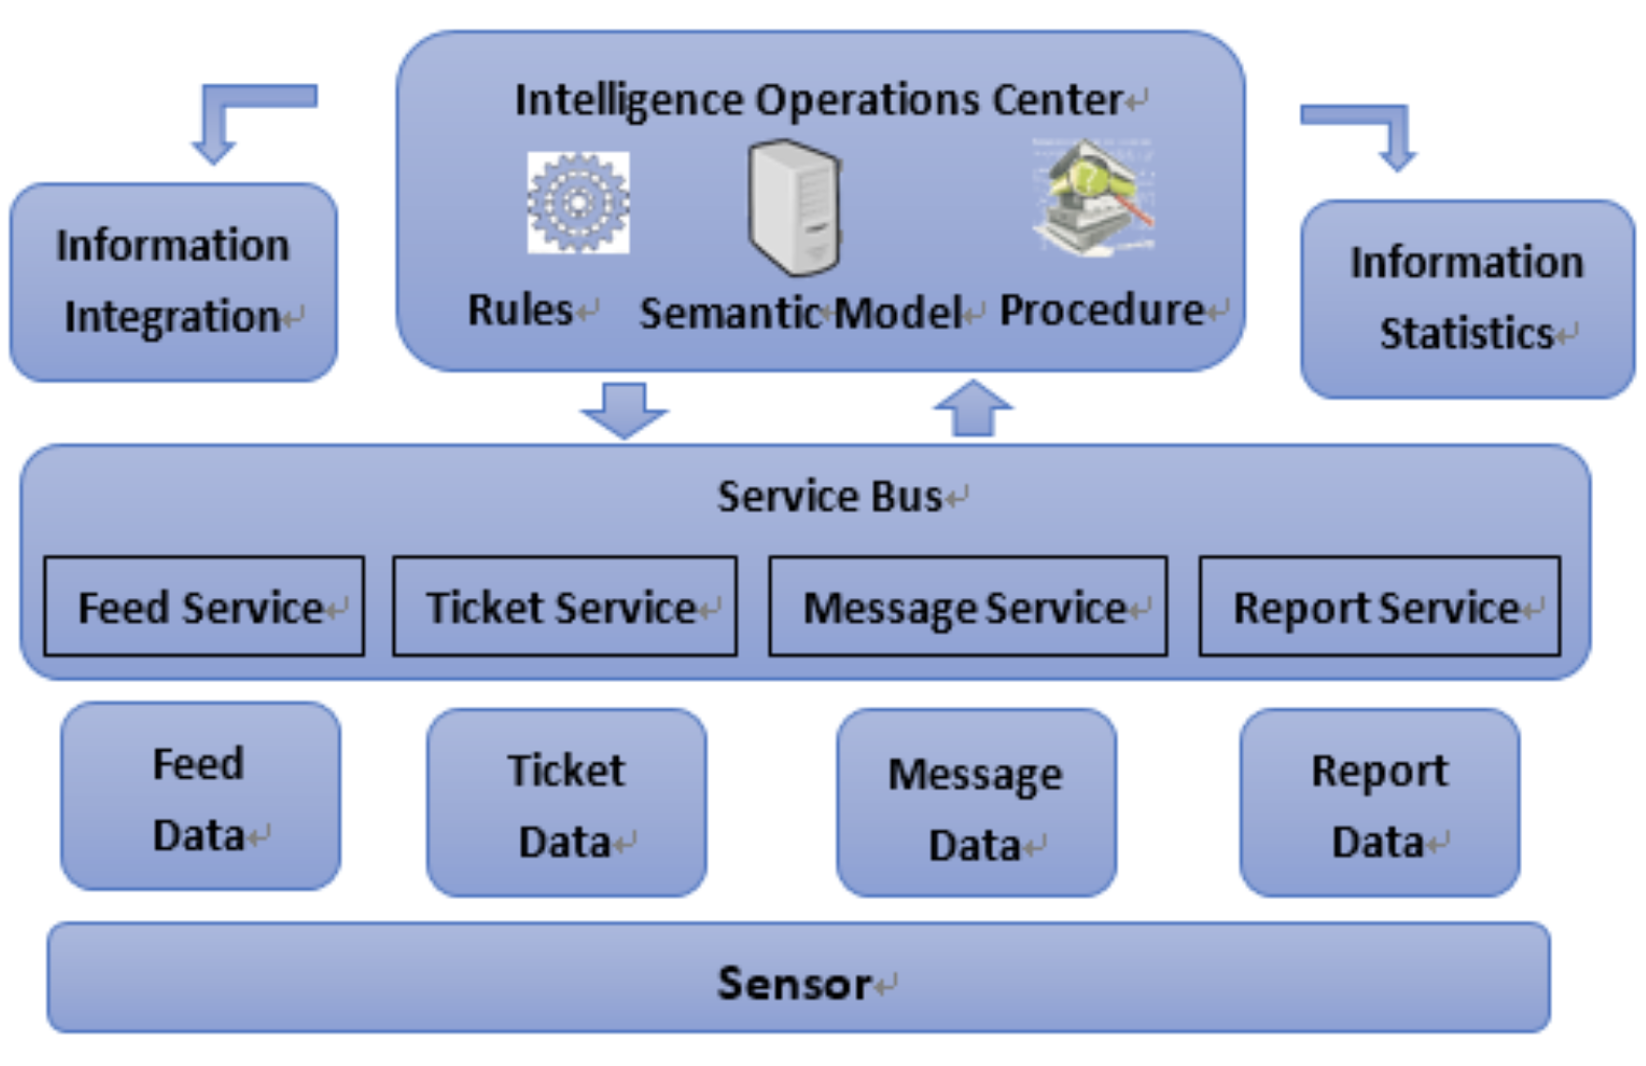 Intelligence Operations Center
Information
Integration
Rules
Semantic Model
Procedure
Information
Statistics
Service Bus
Feed Service
Ticket Service
Message Service
Report Service
Feed
Data
Ticket
Data
Message
Data
Report
Data
Sensor